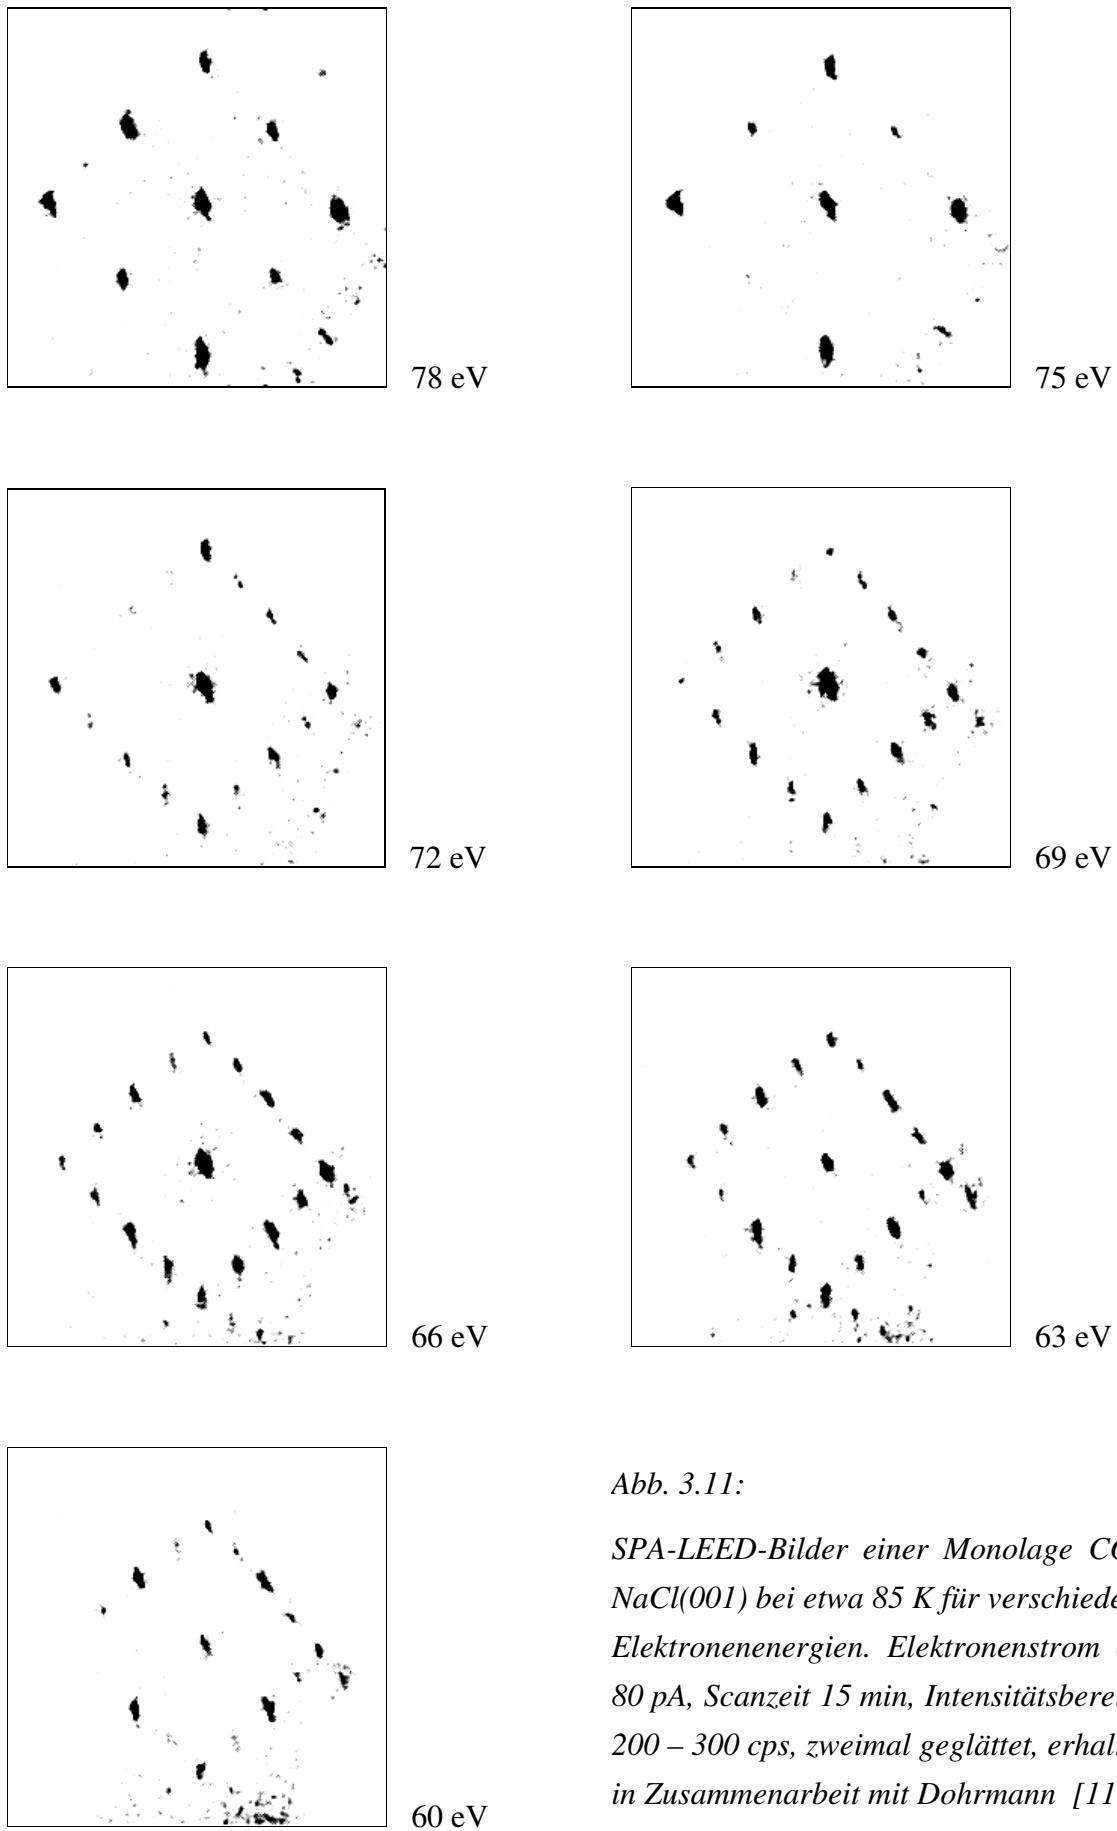 78 eV
75 eV
72 eV
69 eV
66 eV
63 eV
60 eV
Abb. 3.11:
SPA-LEED-Bilder einer Monolage
NaCl(001) bei etwa 85 K für
Elektronenenergien. Elektronenstrom
80 pA, Scanzeit 15 min,
200 – 300 cps, zweimal geglättet,
in Zusammenarbeit mit Dohrmann [11